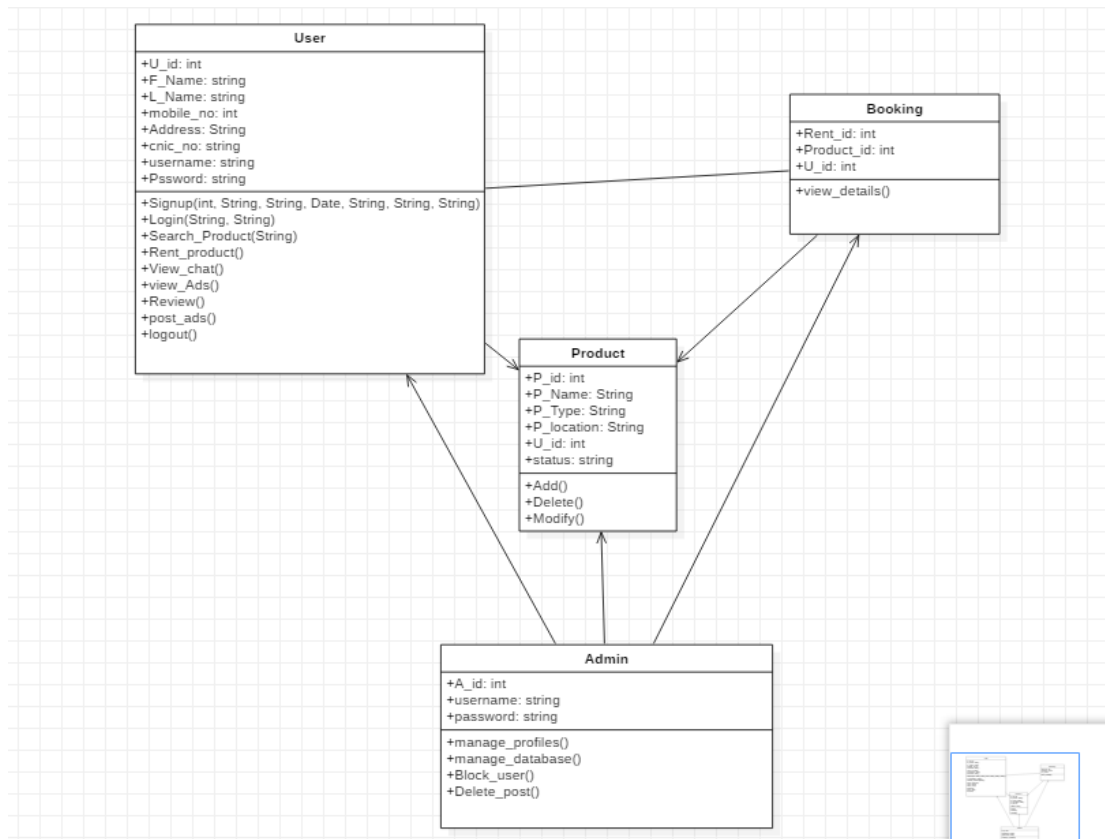 User
+U_id: int
+F_Name: string
+L_Name: string
+mobile_no: int
+Address: String
+cnic_no: string
+username: string
+Pssword: string
+Signup(int, String, String, Date, String, String, String)
+Login(String, String)
+Search_Product(String)
+Rent_product()
+View_chat()
+view_Ads()
+Review()
+post_ads()
+logout()
Booking
+Rent_id: int
+Product_id: int
+U_id: int
+view_details()
Product
+P_id: int
+P_Name: String
+P_Type: String
+P_location: String
+U_id: int
+status: string
+Add()
+Delete()
+Modify()
Admin
+A_id: int
+username: string
+password: string
+manage_profiles()
+manage_database()
+Block_user()
+Delete_post()